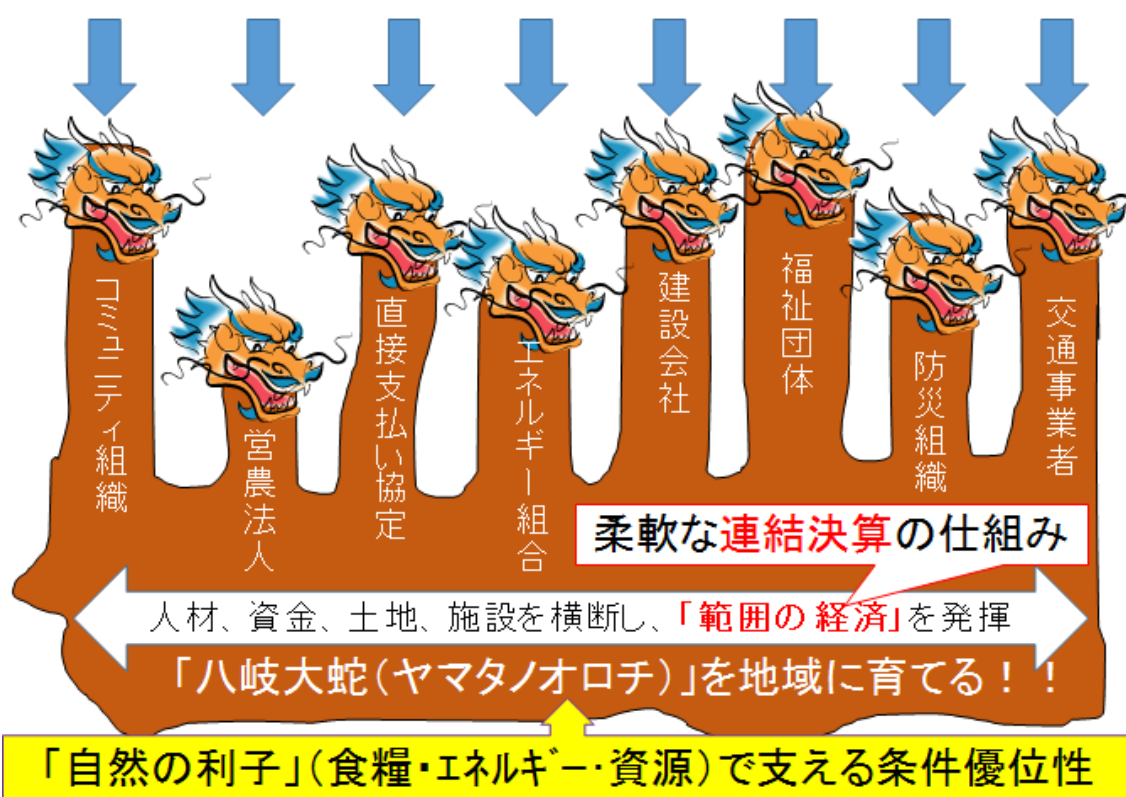 コミュニティ組織
営農法人
直接支払い協定
エネルギー組合
建設会社
福祉団体
防災組織
交通事業者
柔軟な連結決算の仕組み
人材、資金、土地、施設を横断し、「範囲の経済」を発揮
「八岐大蛇（ヤマタノオロチ）」を地域に育てる！！
「自然の利子」（食糧・ｴﾈﾙｷﾞｰ・資源）で支える条件優位性